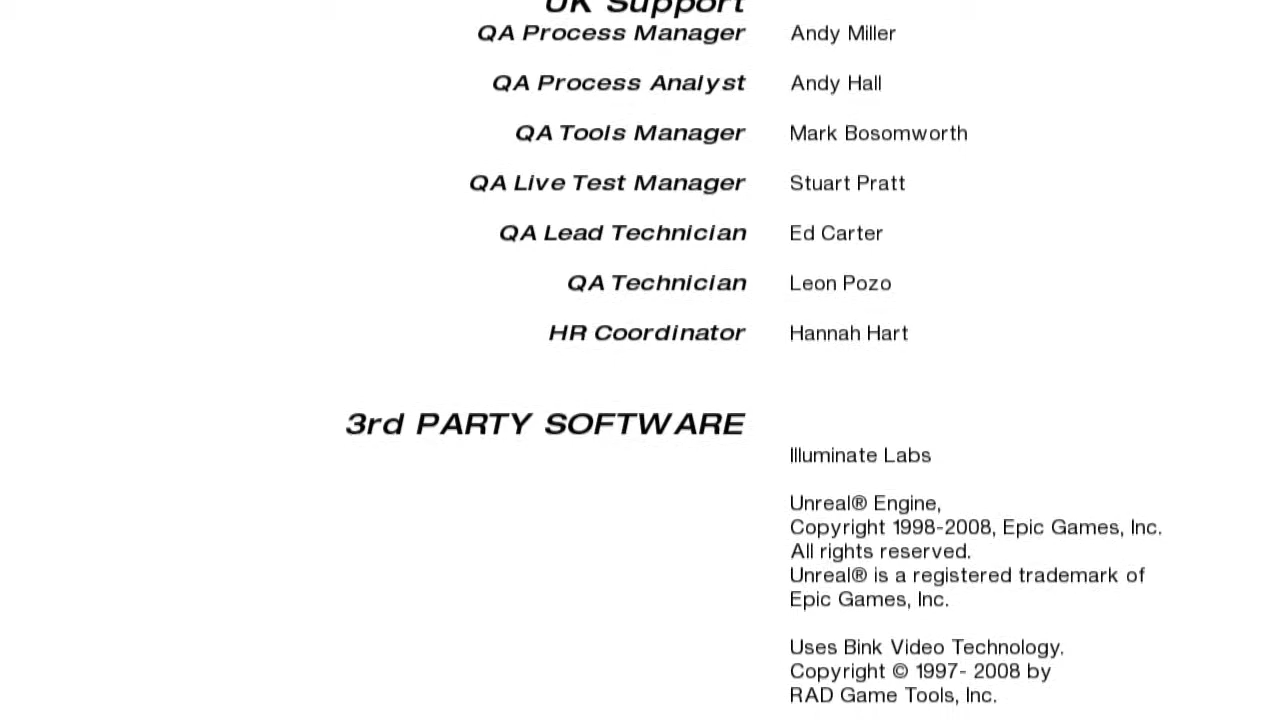 UK Support
QA Process Manager Andy Miller
QA Process Analyst Andy Hall
QA Tools Manager Mark Bosomworth
QA Live Test Manager Stuart Pratt
QA Lead Technician Ed Carter
QA Technician Leon Pozo
HR Coordinator Hannah Hart
3rd PARTY SOFTWARE
Illuminate Labs
Unreal® Engine,
Copyright 1998-2008, Epic Games, Inc.
All rights reserved.
Unreal® is a registered trademark of
Epic Games, Inc.
Uses Bink Video Technology.
Copyright © 1997- 2008 by
RAD Game Tools, Inc.